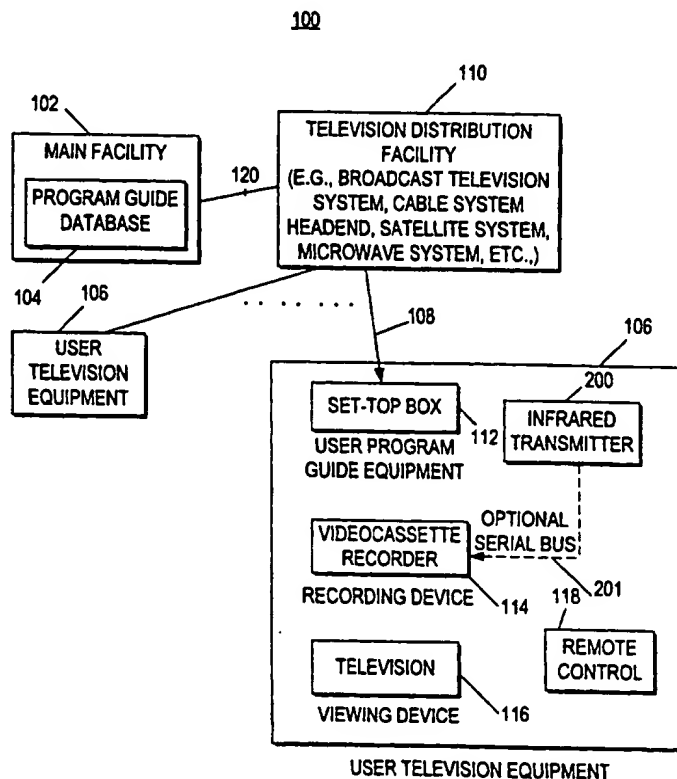 100
110
102
TELEVISION DISTRIBUTION
FACILITY
(E.G., BROADCAST TELEVISION
SYSTEM, CABLE SYSTEM
HEADEND, SATELLITE SYSTEM,
MICROWAVE SYSTEM, ETC.,)
MAIN FACILITY
PROGRAM GUIDE
DATABASE
120
104
106
USER
TELEVISION
EQUIPMENT
108
106
200
SET-TOP BOX
112
INFRARED
TRANSMITTER
USER PROGRAM
GUIDE EQUIPMENT
OPTIONAL
SERIAL BUS
VIDEOCASSETTE
RECORDER
RECORDING DEVICE
114
201
118
REMOTE
CONTROL
TELEVISION
VIEWING DEVICE
116
USER TELEVISION EQUIPMENT